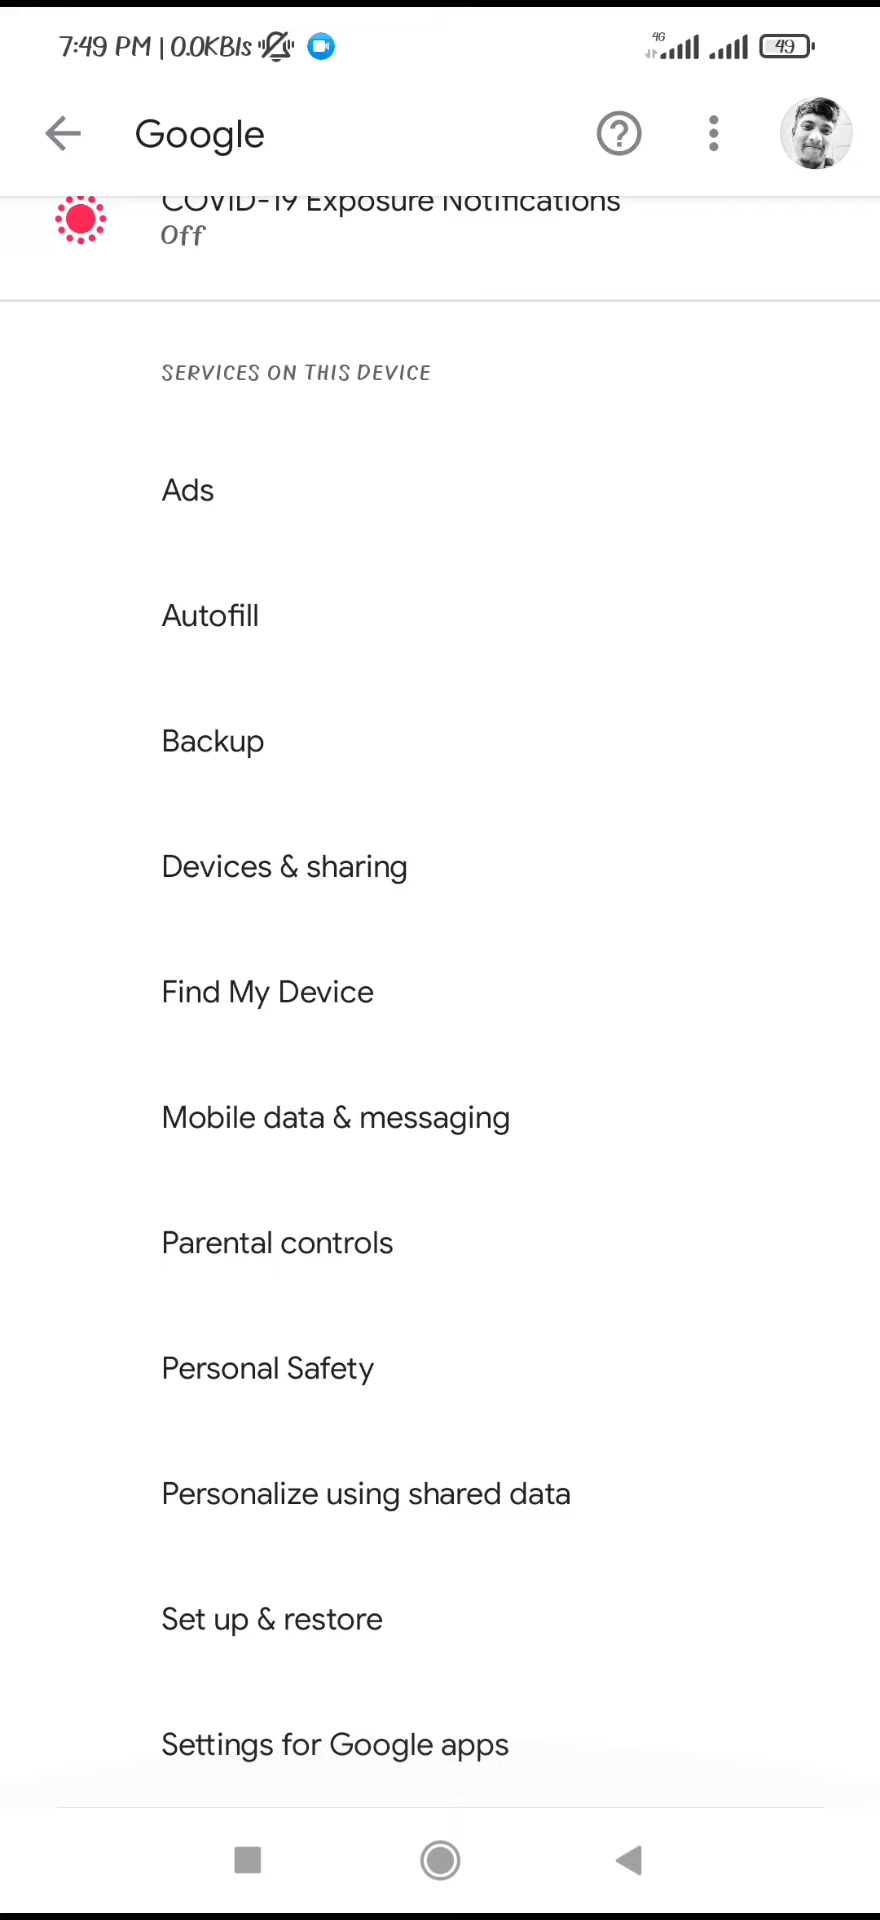 7:49 PM | 0.0KB/s
4G
49
Google
COVID-19 Exposure Notifications
Off
SERVICES ON THIS DEVICE
Ads
Autofill
Backup
Devices & sharing
Find My Device
Mobile data & messaging
Parental controls
Personal Safety
Personalize using shared data
Set up & restore
Settings for Google apps